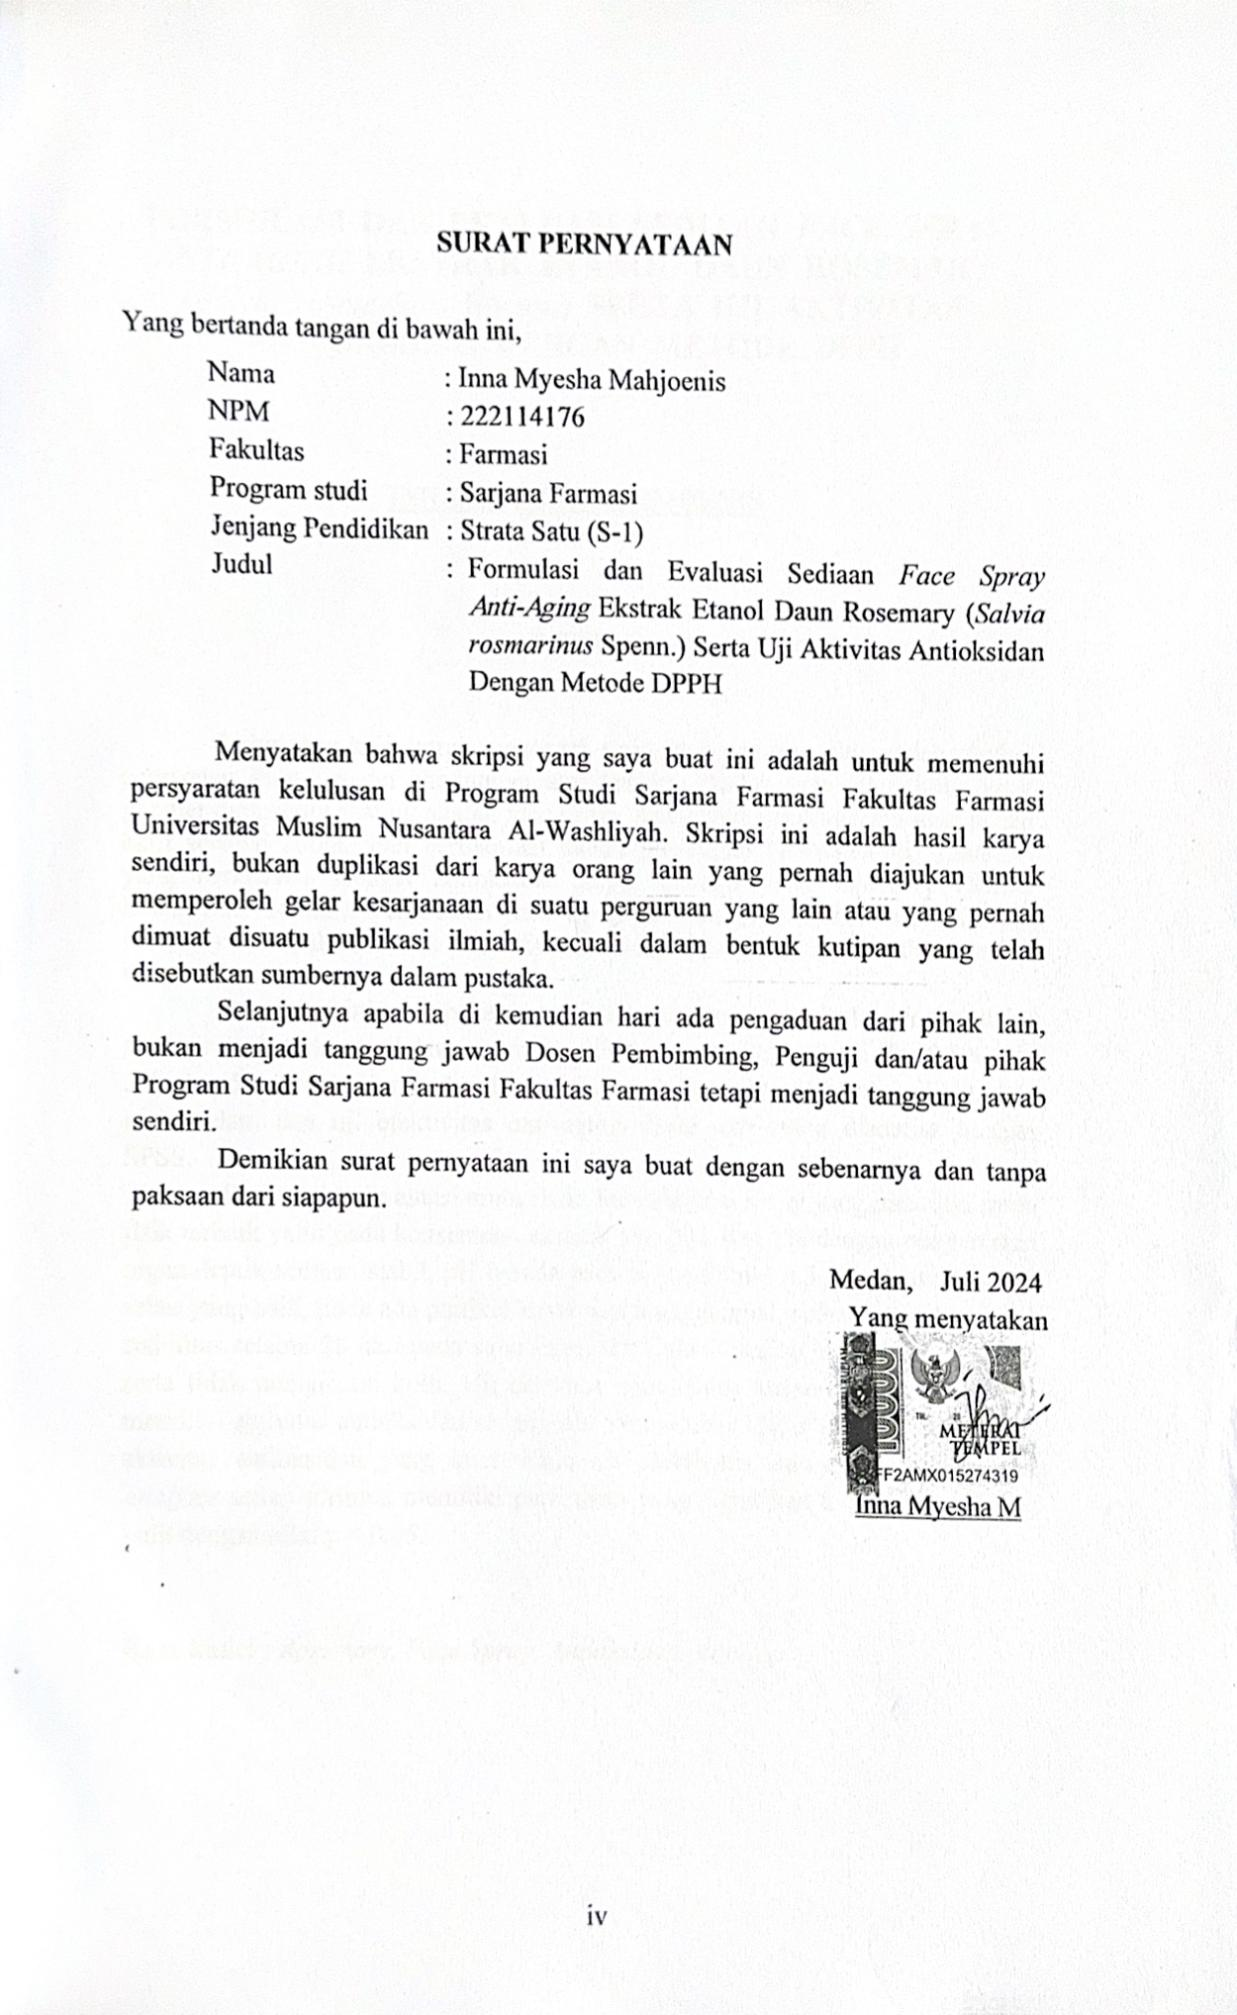 SURAT PERNYATAAN
Yang bertanda tangan di bawah ini,
Nama : Inna Myesha Mahjoenis
NPM : 222114176
Fakultas : Farmasi
Program studi : Sarjana Farmasi
Jenjang Pendidikan : Strata Satu (S-1)
Judul : Formulasi dan Evaluasi Sediaan Face Spray
Anti-Aging Ekstrak Etanol Daun Rosemary (Salvia
rosmarinus Spenn.) Serta Uji Aktivitas Antioksidan
Dengan Metode DPPH
Menyatakan bahwa skripsi yang saya buat ini adalah untuk memenuhi
persyaratan kelulusan di Program Studi Sarjana Farmasi Fakultas Farmasi
Universitas Muslim Nusantara Al-Washliyah. Skripsi ini adalah hasil karya
sendiri, bukan duplikasi dari karya orang lain yang pernah diajukan untuk
memperoleh gelar kesarjanaan di suatu perguruan yang lain atau yang pernah
dimuat disuatu publikasi ilmiah, kecuali dalam bentuk kutipan yang telah
disebutkan sumbernya dalam pustaka.
Selanjutnya apabila di kemudian hari ada pengaduan dari pihak lain,
bukan menjadi tanggung jawab Dosen Pembimbing, Penguji dan/atau pihak
Program Studi Sarjana Farmasi Fakultas Farmasi tetapi menjadi tanggung jawab
sendiri.
Demikian surat pernyataan ini saya buat dengan sebenarnya dan tanpa
paksaan dari siapapun.
Medan, Juli 2024
Yang menyatakan
10000
METERAI
TEMPEL
FF2AMX015274319
Inna Myesha M
iv